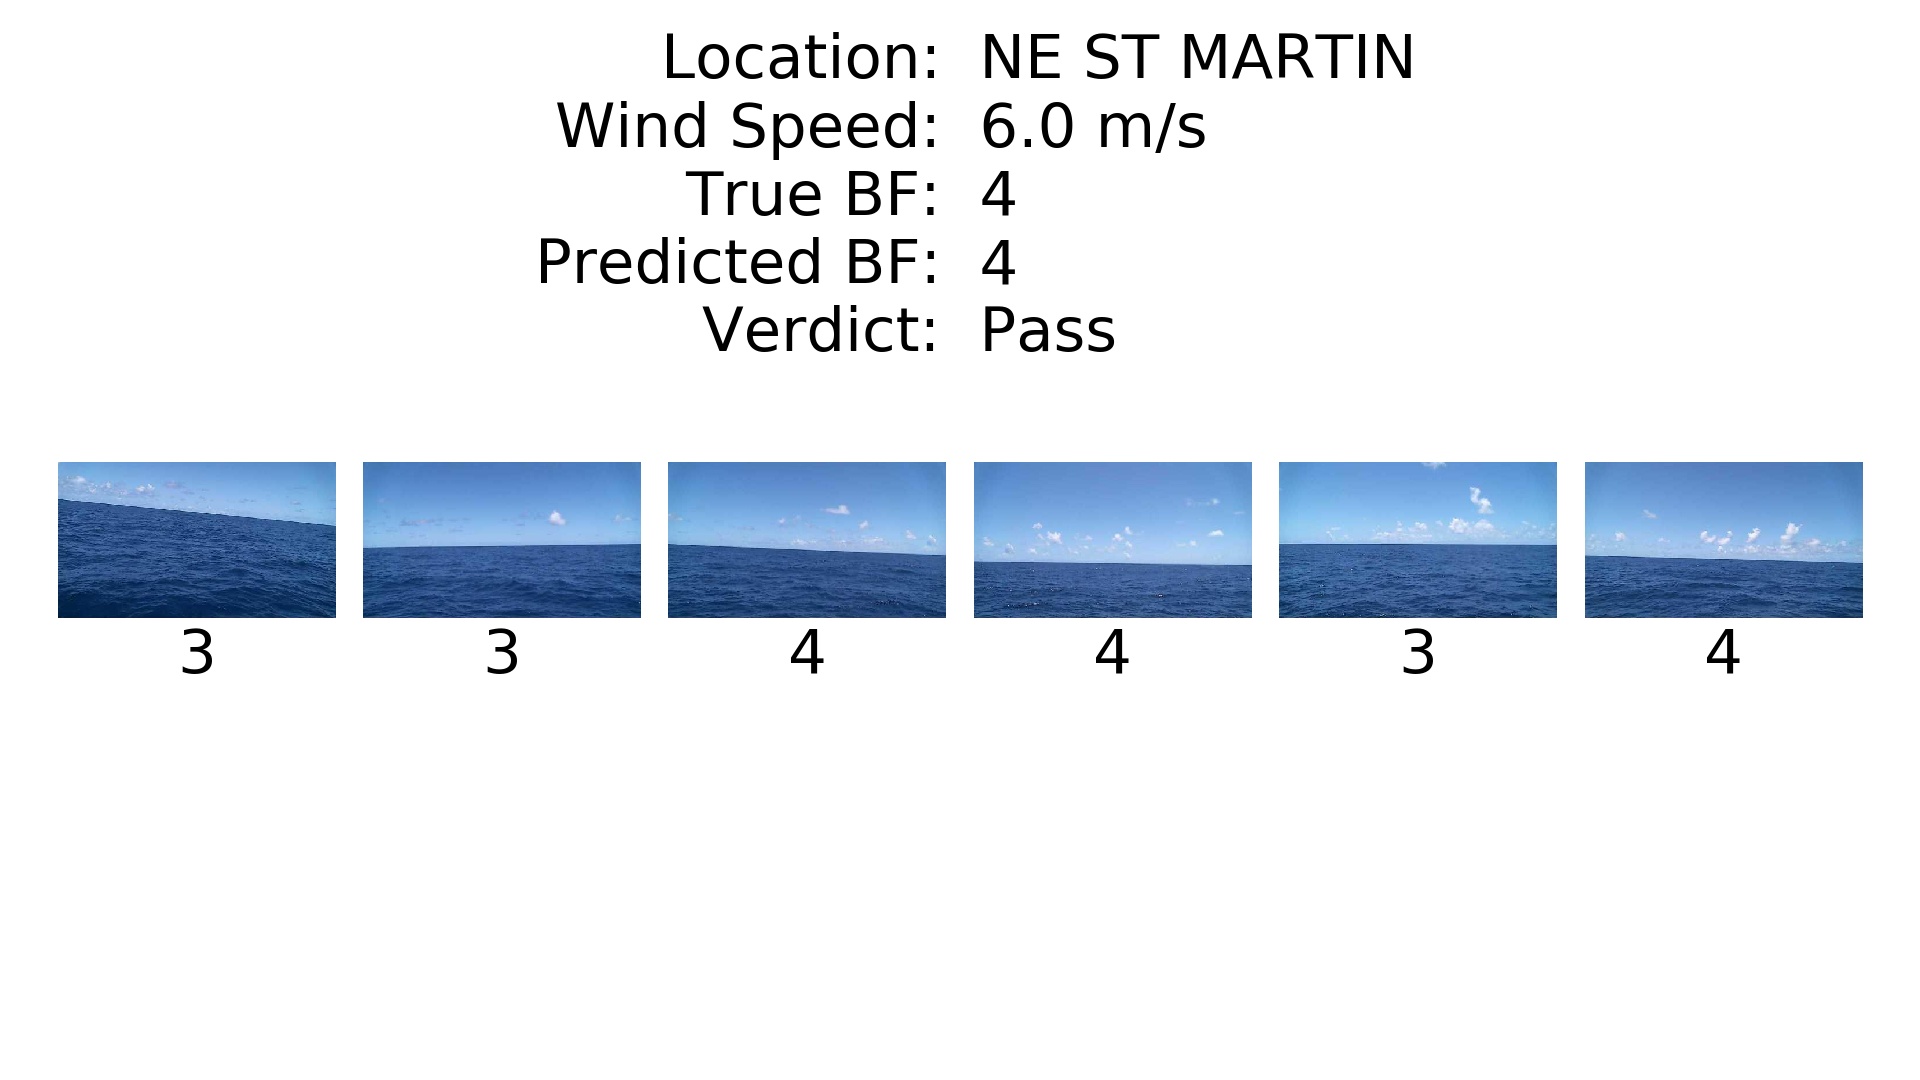 Location: NE ST MARTIN
Wind Speed: 6.0 m/s
True BF: 4
Predicted BF: 4
Verdict: Pass
3 3 4 4 3 4